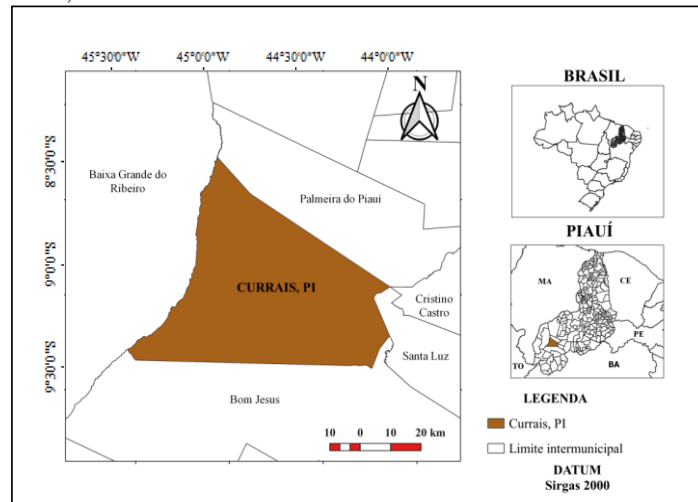 45°30'0"W 45°0'0"W 44°30'0"W 44°0'0"W
N
8°30'0"S
9°0'0"S
9°30'0"S
Baixa Grande do
Ribeiro
Palmeira do Piauí
CURRAIS, PI
Cristino
Castro
Santa Luz
Bom Jesus
10 0 10 20 km
BRASIL
PIAUÍ
MA
CE
PE
TO
BA
LEGENDA
Currais, PI
Limite intermunicipal
DATUM
Sirgas 2000